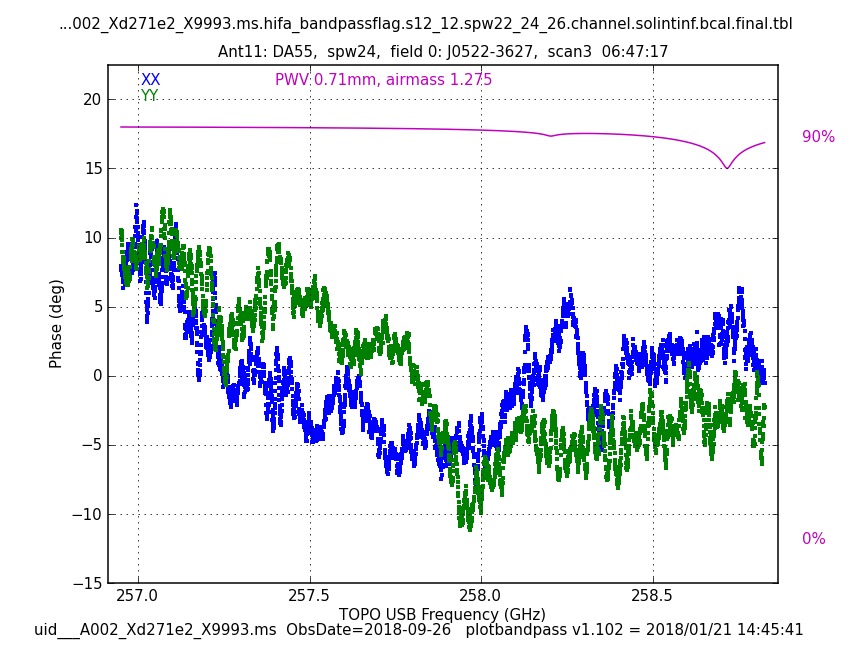 ...002_Xd271e2_X9993.ms.hifa_bandpassflag.s12_12.spw22_24_26.channel.solintinf.bcal.final.tbl
Ant11: DA55,  spw24,  field 0: J0522-3627,  scan3  06:47:17
XX
PWV 0.71mm, airmass 1.275
YY
20
90%
15
10
5
0
−5
−10
0%
−15
Phase (deg)
257.0
257.5
258.0
258.5
TOPO USB Frequency (GHz)
uid___A002_Xd271e2_X9993.ms  ObsDate=2018-09-26   plotbandpass v1.102 = 2018/01/21 14:45:41